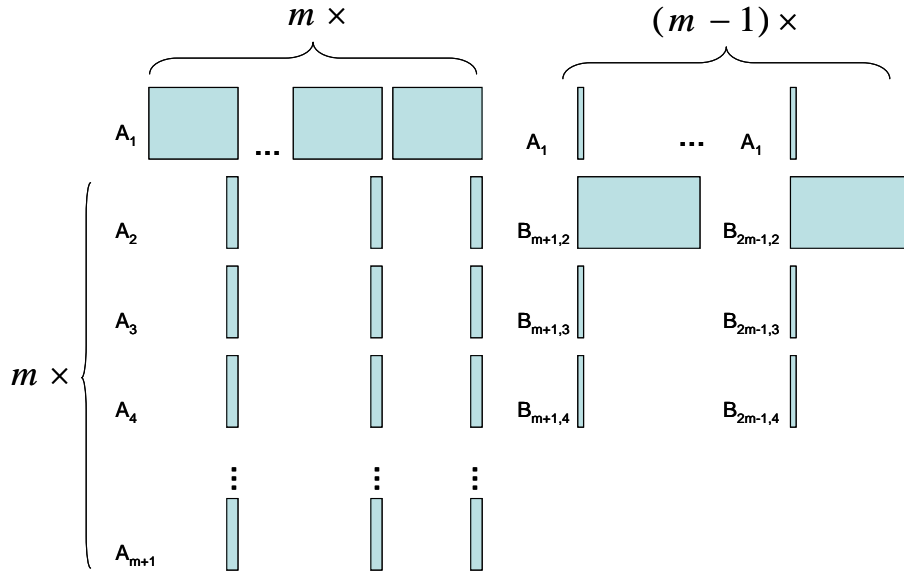 m × (m − 1) ×
A₁ ... A₁ ... A₁
A₂ Bₘ₊₁,₂ B₂ₘ₋₁,₂
A₃ Bₘ₊₁,₃ B₂ₘ₋₁,₃
m ×
A₄ Bₘ₊₁,₄ B₂ₘ₋₁,₄
⋮ ⋮ ⋮
Aₘ₊₁